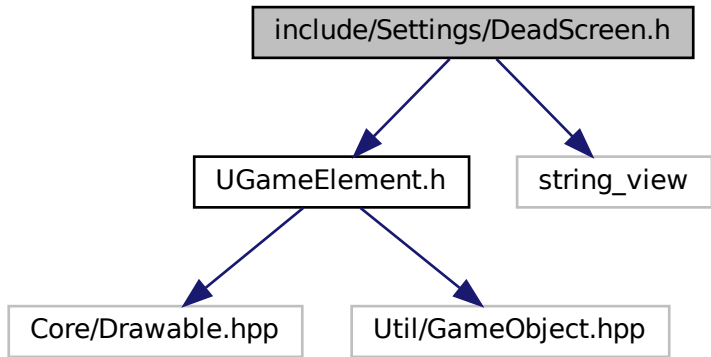 include/Settings/DeadScreen.h
UGameElement.h
string_view
Core/Drawable.hpp
Util/GameObject.hpp